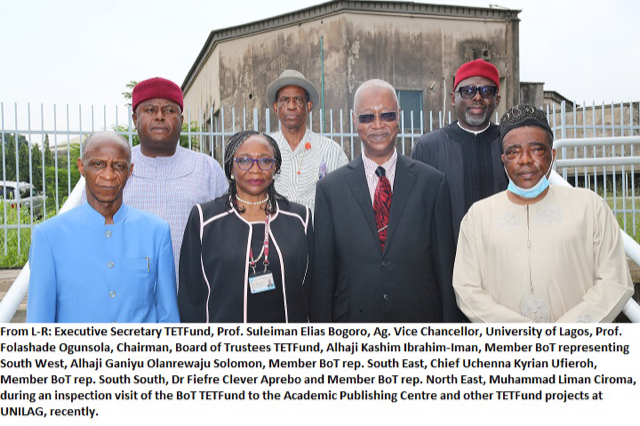 From L-R: Executive Secretary TETFund, Prof. Suleiman Elias Bogoro, Ag. Vice Chancellor, University of Lagos, Prof.
Folashade Ogunsola, Chairman, Board of Trustees TETFund, Alhaji Kashim Ibrahim-Iman, Member BoT representing
South West, Alhaji Ganiyu Olanrewaju Solomon, Member BoT rep. South East, Chief Uchenna Kyrian Ufieroh,
Member BoT rep. South South, Dr Fiefre Clever Aprebo and Member BoT rep. North East, Muhammad Liman Ciroma,
during an inspection visit of the BoT TETFund to the Academic Publishing Centre and other TETFund projects at
UNILAG, recently.